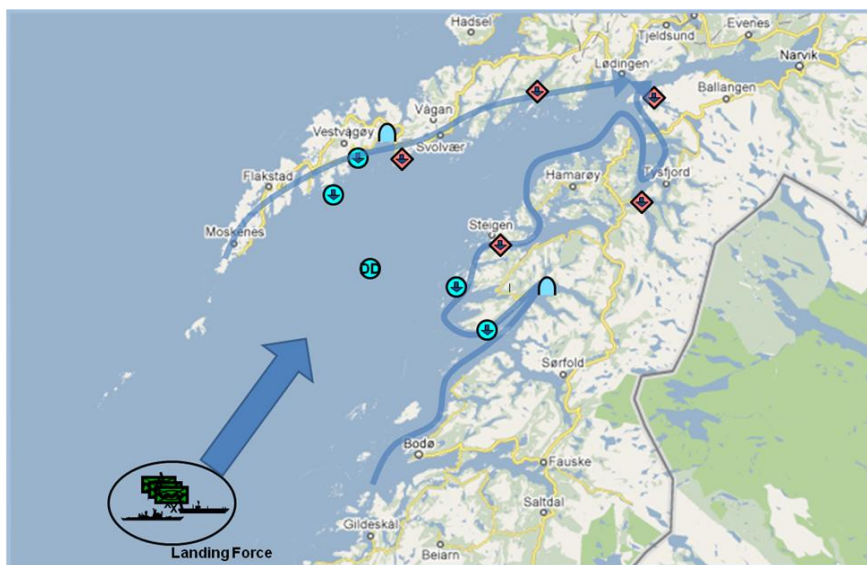 Hadsel
Tjeldsund
Evenes
Narvik
Lødingen
Ballangen
Vågan
Svolvær
Vestvågøy
Flakstad
Moskenes
Hamarøy
Tysfjord
Steigen
DD
Sørfold
Bodø
Fauske
Saltdal
Gildeskål
Beiarn
Landing Force